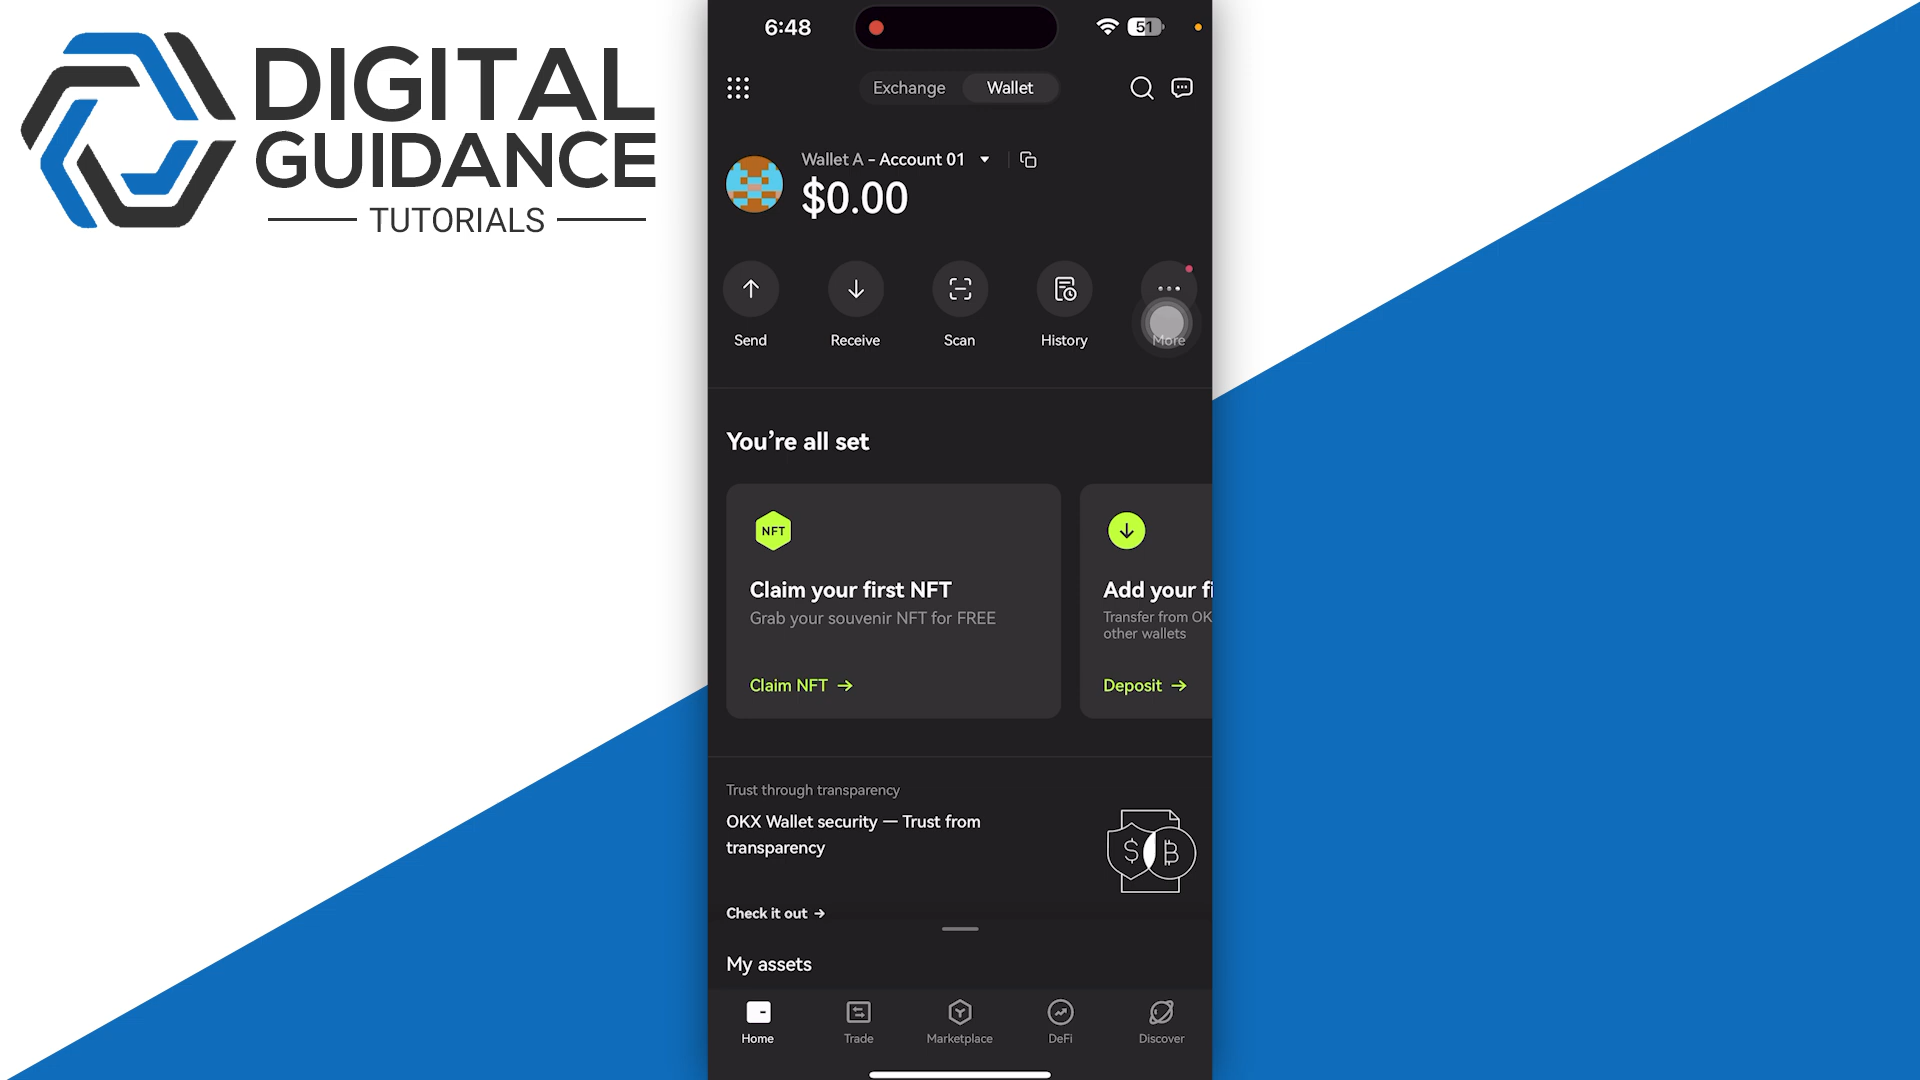 DIGITAL
GUIDANCE
TUTORIALS
6:48
51
Exchange
Wallet
Wallet A - Account 01
$0.00
Send
Receive
Scan
History
More
You're all set
NFT
Claim your first NFT
Grab your souvenir NFT for FREE
Claim NFT →
Add your fi
Transfer from OK
other wallets
Deposit →
Trust through transparency
OKX Wallet security — Trust from
transparency
Check it out →
My assets
Home
Trade
Marketplace
DeFi
Discover